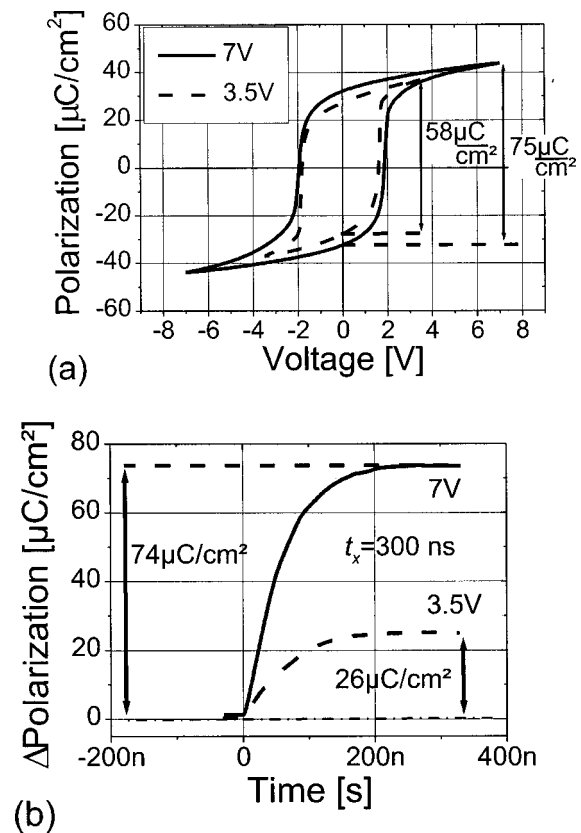 Polarization [µC/cm²]
60
40
20
0
-20
-40
-60
7V
3.5V
58µC
cm²
75µC
cm²
-8 -6 -4 -2 0 2 4 6 8
Voltage [V]
(a)
ΔPolarization [µC/cm²]
80
60
40
20
0
7V
74µC/cm²
tₓ=300 ns
3.5V
26µC/cm²
-200n 0 200n 400n
Time [s]
(b)